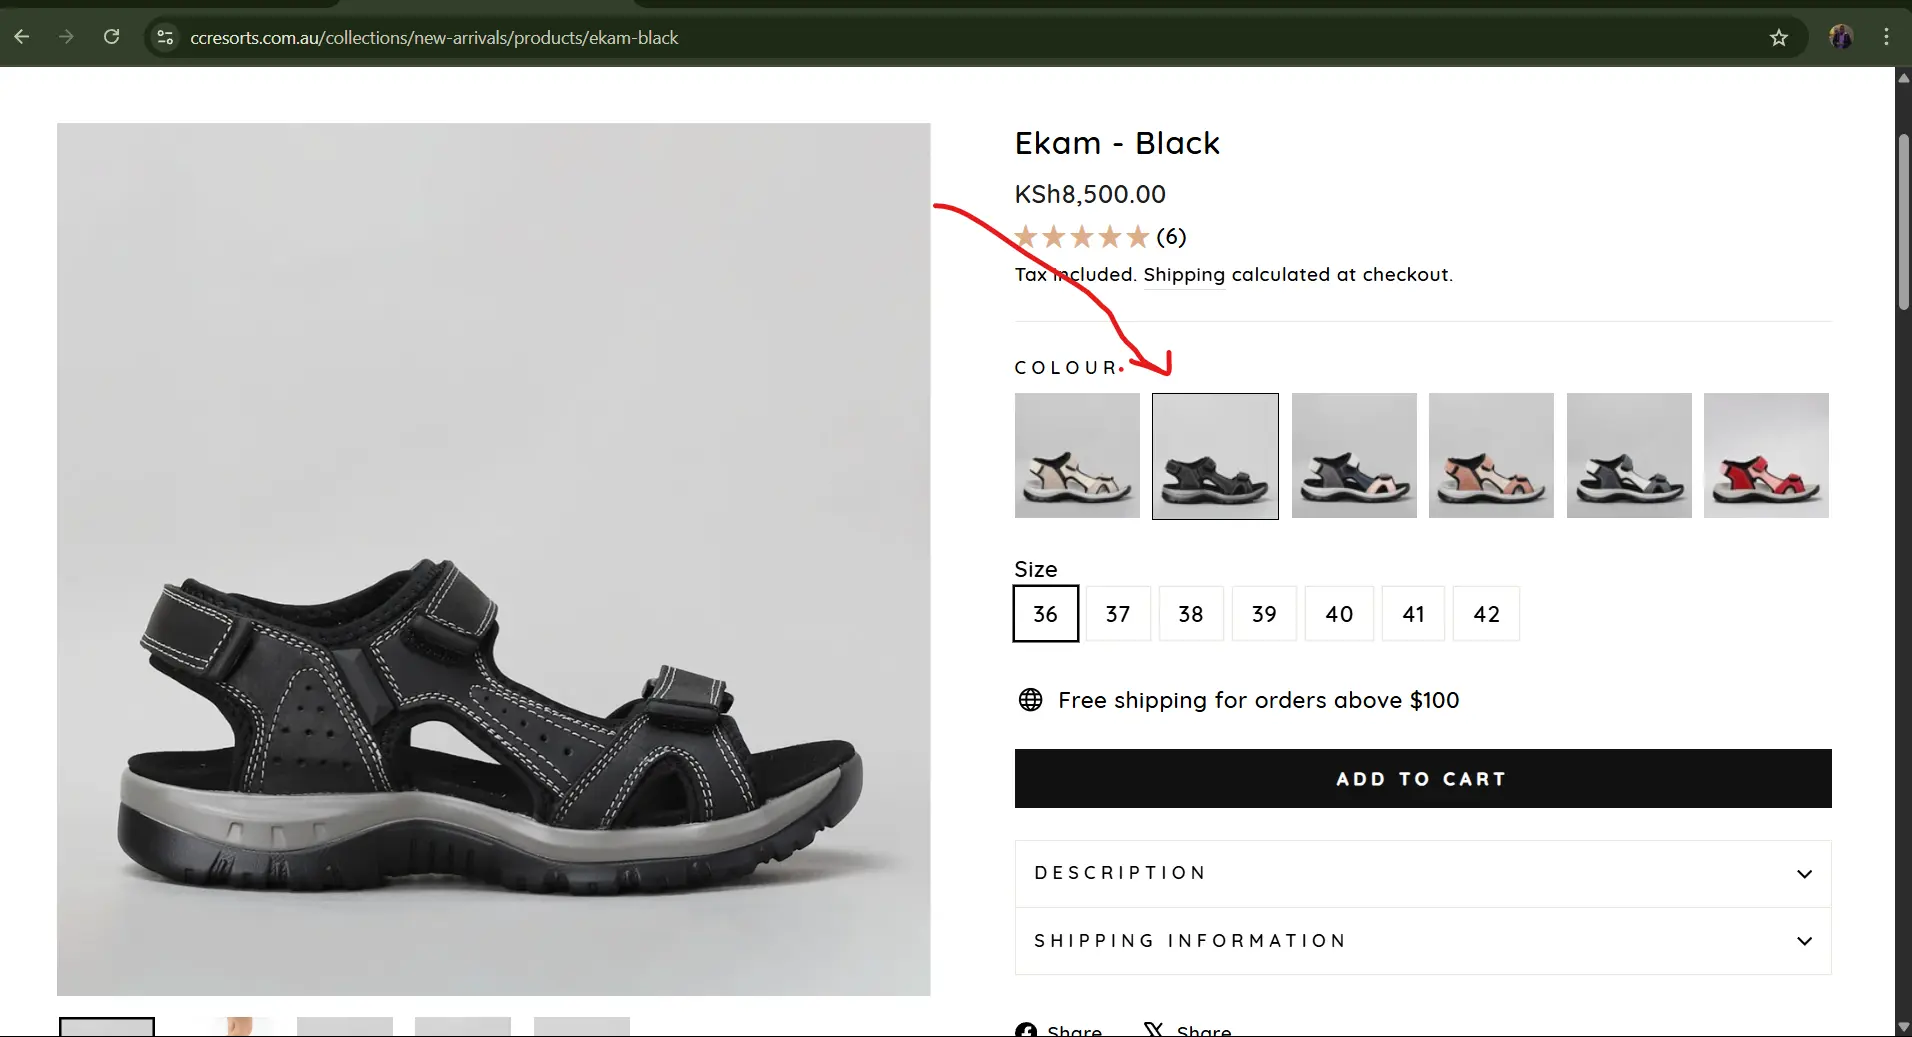 ccresorts.com.au/collections/new-arrivals/products/ekam-black
Ekam - Black
KSh8,500.00
(6)
Tax included. Shipping calculated at checkout.
COLOUR
Size
36 37 38 39 40 41 42
Free shipping for orders above $100
ADD TO CART
DESCRIPTION
SHIPPING INFORMATION
Share Share